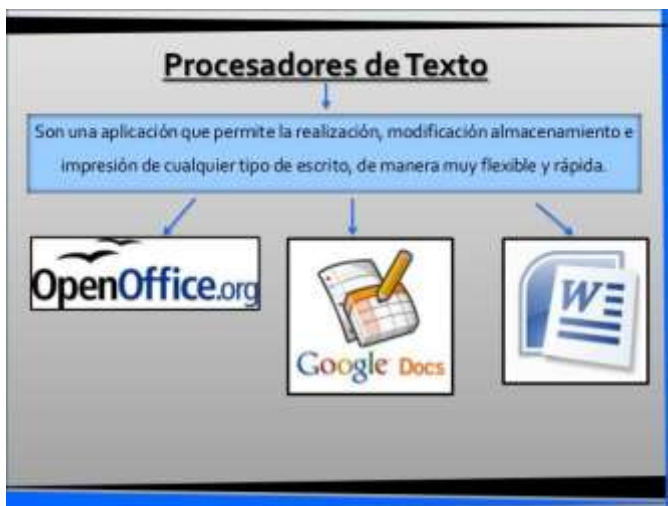 Procesadores de Texto
Son una aplicación que permite la realización, modificación almacenamiento e
impresión de cualquier tipo de escrito, de manera muy flexible y rápida.
OpenOffice.org
Google Docs
W